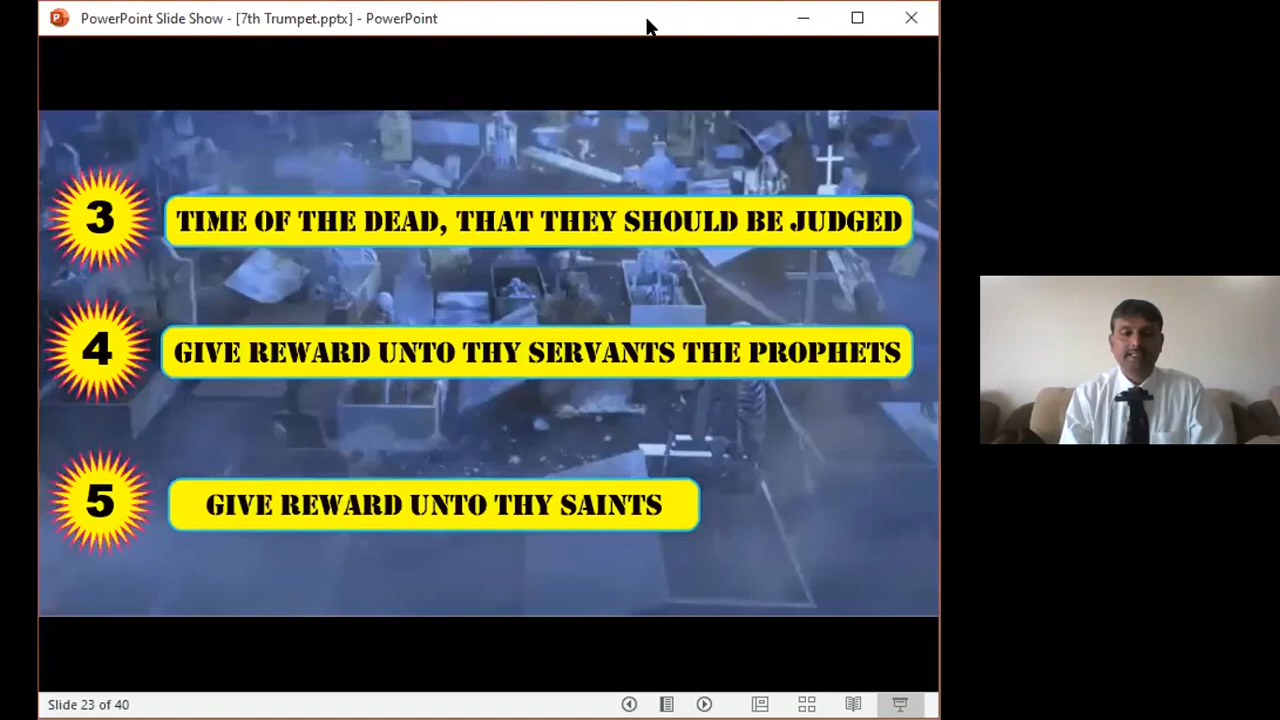 PowerPoint Slide Show - [7th Trumpet.pptx] - PowerPoint
3
TIME OF THE DEAD, THAT THEY SHOULD BE JUDGED
4
GIVE REWARD UNTO THY SERVANTS THE PROPHETS
5
GIVE REWARD UNTO THY SAINTS
Slide 23 of 40